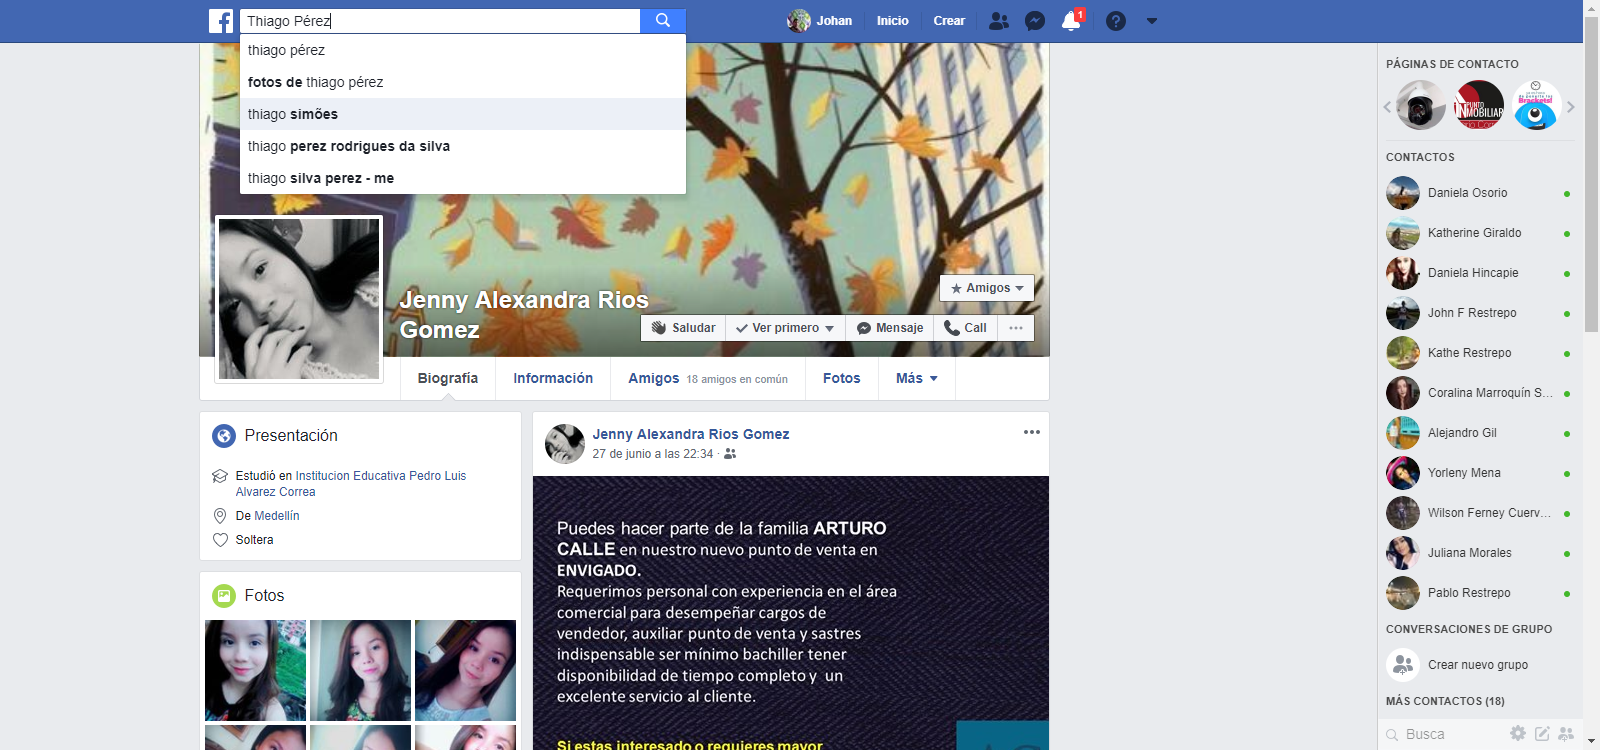 Thiago Pérez
Johan
Inicio
Crear
1
thiago pérez
fotos de thiago pérez
thiago simões
thiago perez rodrigues da silva
thiago silva perez - me
Jenny Alexandra Rios
Gomez
Amigos
Saludar
Ver primero
Mensaje
Call
Biografía
Información
Amigos 18 amigos en común
Fotos
Más
Presentación
Estudió en Institucion Educativa Pedro Luis
Alvarez Correa
De Medellín
Soltera
Fotos
Jenny Alexandra Rios Gomez
27 de junio a las 22:34 ·
Puedes hacer parte de la familia ARTURO
CALLE en nuestro nuevo punto de venta en
ENVIGADO.
Requerimos personal con experiencia en el área
comercial para desempeñar cargos de
vendedor, auxiliar punto de venta y sastres
indispensable ser mínimo bachiller tener
disponibilidad de tiempo completo y un
excelente servicio al cliente.
Si estas interesado o requieres mayor
PÁGINAS DE CONTACTO
PUNTO
INMOBILIAR
Brackets!
CONTACTOS
Daniela Osorio
Katherine Giraldo
Daniela Hincapie
John F Restrepo
Kathe Restrepo
Coralina Marroquín S...
Alejandro Gil
Yorleny Mena
Wilson Ferney Cuerv...
Juliana Morales
Pablo Restrepo
CONVERSACIONES DE GRUPO
Crear nuevo grupo
MÁS CONTACTOS (18)
Busca